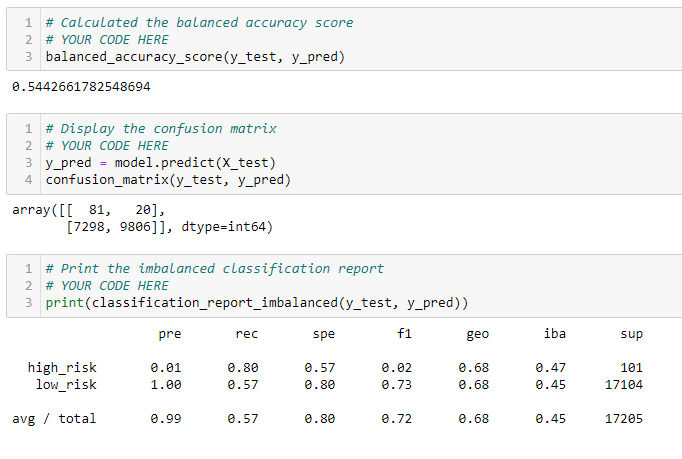 1 # Calculated the balanced accuracy score
2 # YOUR CODE HERE
3 balanced_accuracy_score(y_test, y_pred)
0.5442661782548694
1 # Display the confusion matrix
2 # YOUR CODE HERE
3 y_pred = model.predict(X_test)
4 confusion_matrix(y_test, y_pred)
array([[  81,   20],
       [7298, 9806]], dtype=int64)
1 # Print the imbalanced classification report
2 # YOUR CODE HERE
3 print(classification_report_imbalanced(y_test, y_pred))
pre rec spe f1 geo iba sup
high_risk 0.01 0.80 0.57 0.02 0.68 0.47 101
low_risk 1.00 0.57 0.80 0.73 0.68 0.45 17104
avg / total 0.99 0.57 0.80 0.72 0.68 0.45 17205